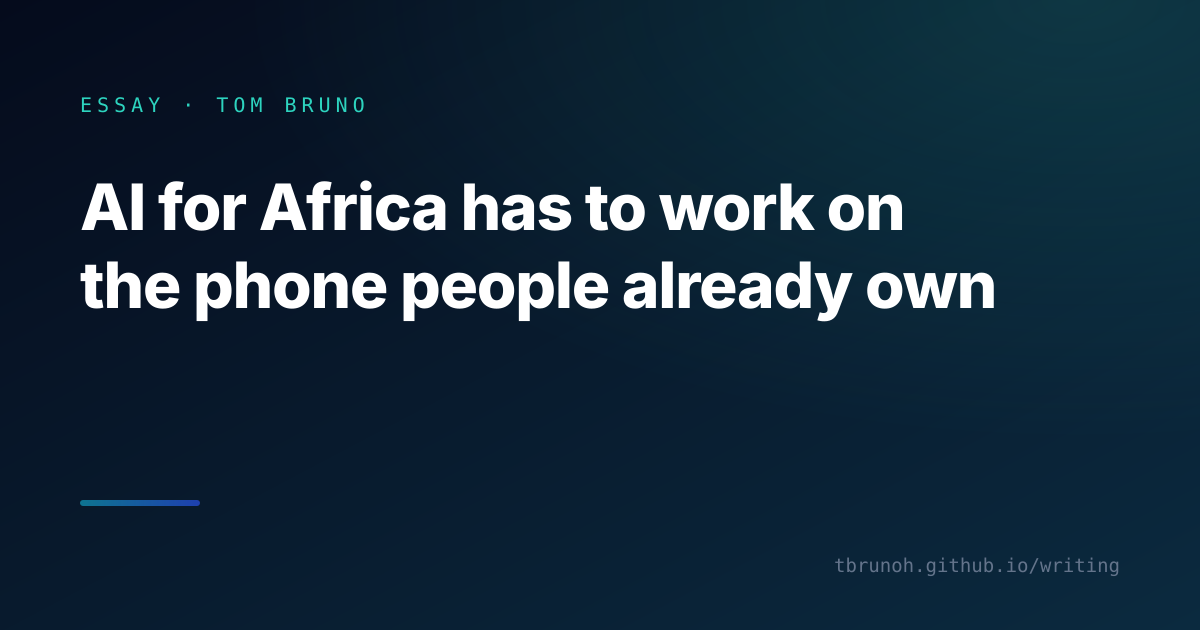 ESSAY · TOM BRUNO
AI for Africa has to work on
the phone people already own
tbrunoh.github.io/writing